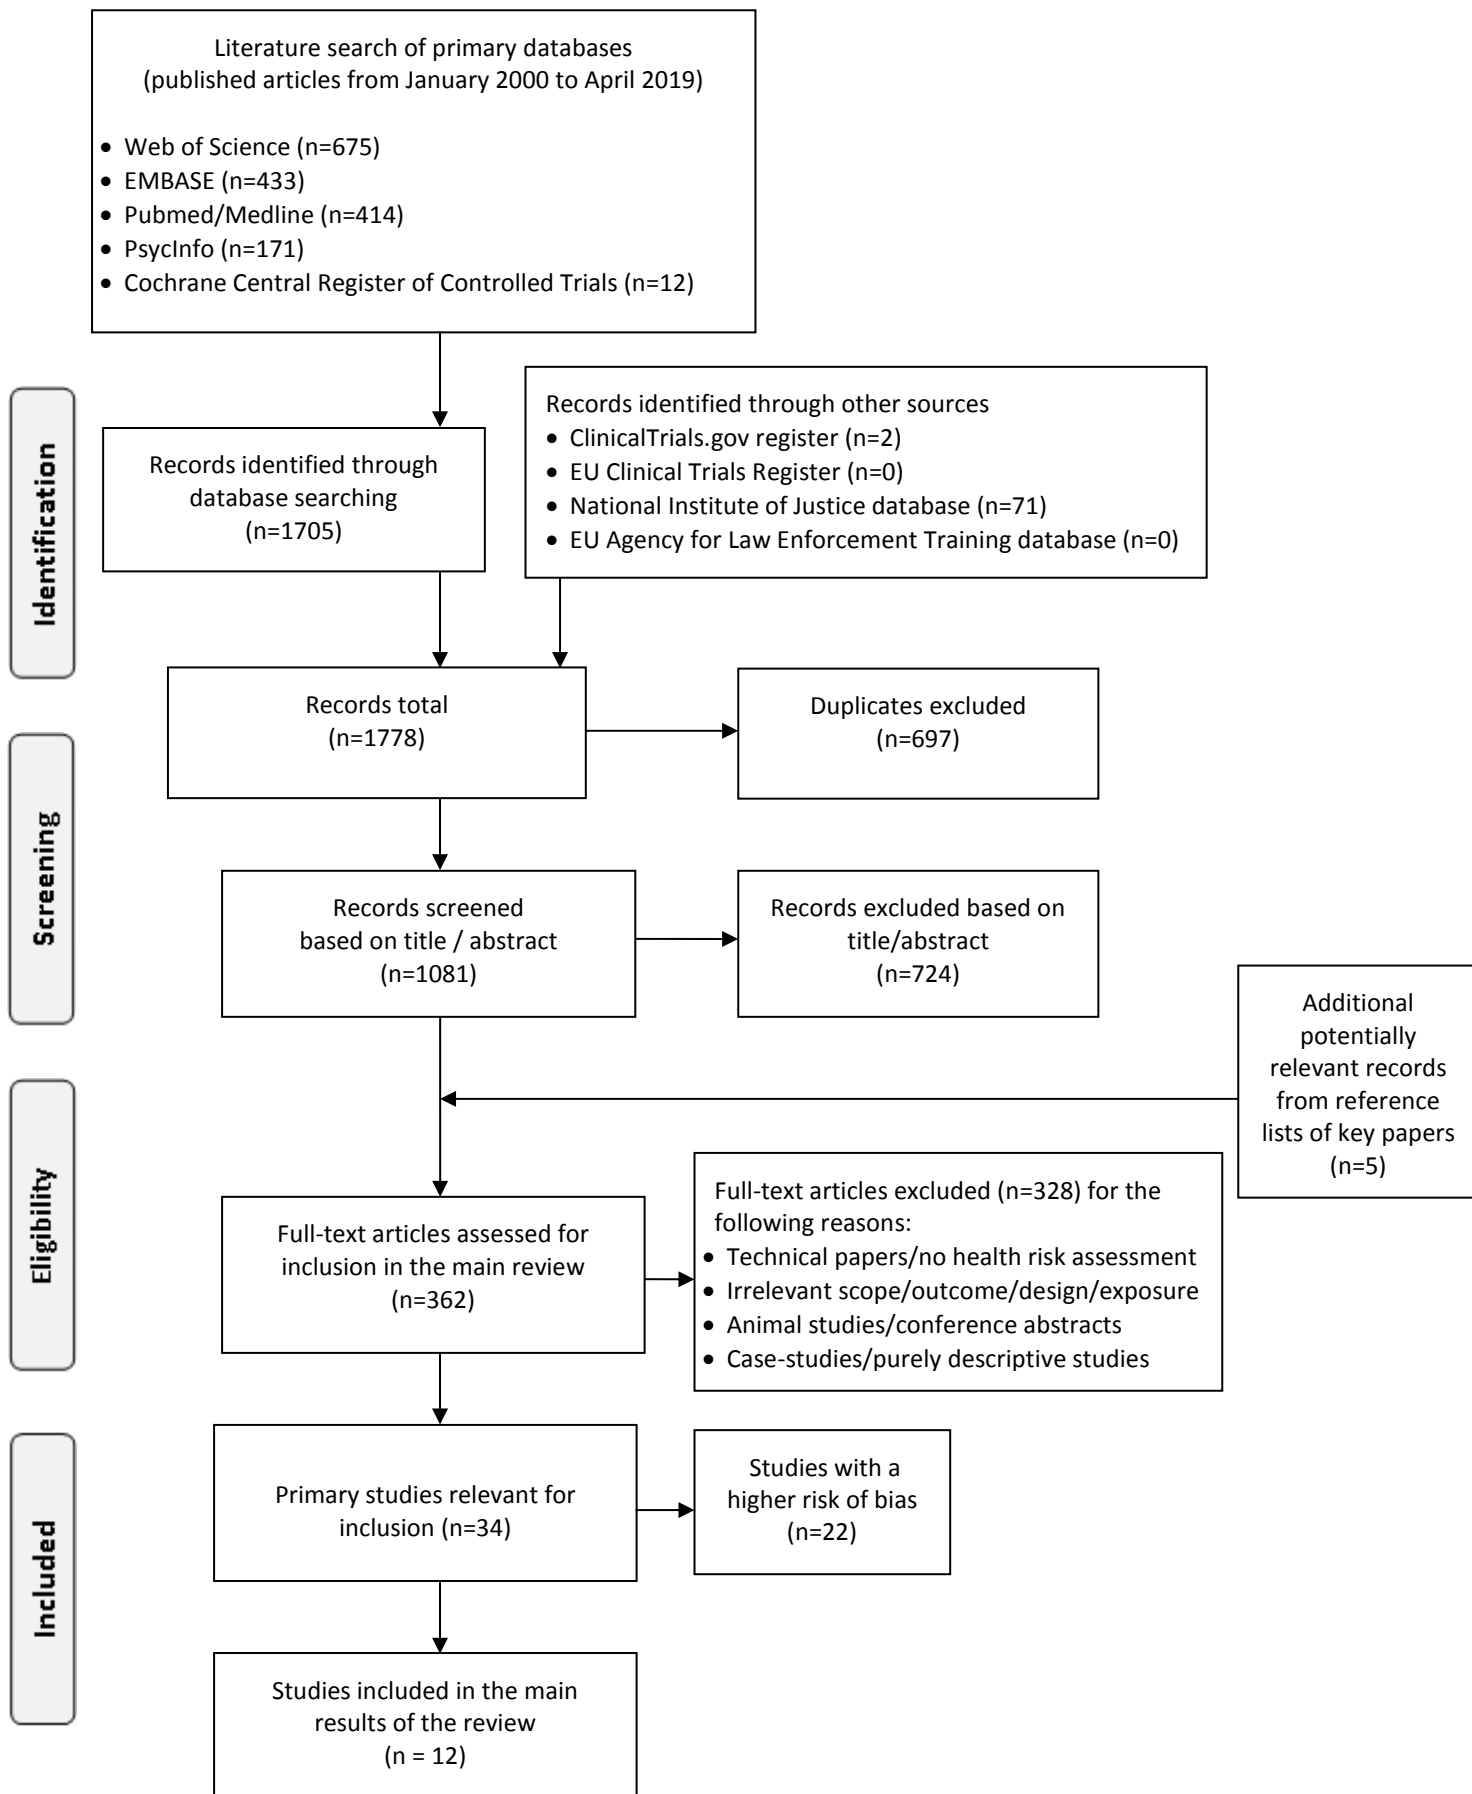 Literature search of primary databases
(published articles from January 2000 to April 2019)
• Web of Science (n=675)
• EMBASE (n=433)
• Pubmed/Medline (n=414)
• PsycInfo (n=171)
• Cochrane Central Register of Controlled Trials (n=12)
Identification
Records identified through
database searching
(n=1705)
Records identified through other sources
• ClinicalTrials.gov register (n=2)
• EU Clinical Trials Register (n=0)
• National Institute of Justice database (n=71)
• EU Agency for Law Enforcement Training database (n=0)
Records total
(n=1778)
Duplicates excluded
(n=697)
Screening
Records screened
based on title / abstract
(n=1081)
Records excluded based on
title/abstract
(n=724)
Additional
potentially
relevant records
from reference
lists of key papers
(n=5)
Eligibility
Full-text articles assessed for
inclusion in the main review
(n=362)
Full-text articles excluded (n=328) for the
following reasons:
• Technical papers/no health risk assessment
• Irrelevant scope/outcome/design/exposure
• Animal studies/conference abstracts
• Case-studies/purely descriptive studies
Included
Primary studies relevant for
inclusion (n=34)
Studies with a
higher risk of bias
(n=22)
Studies included in the main
results of the review
(n = 12)